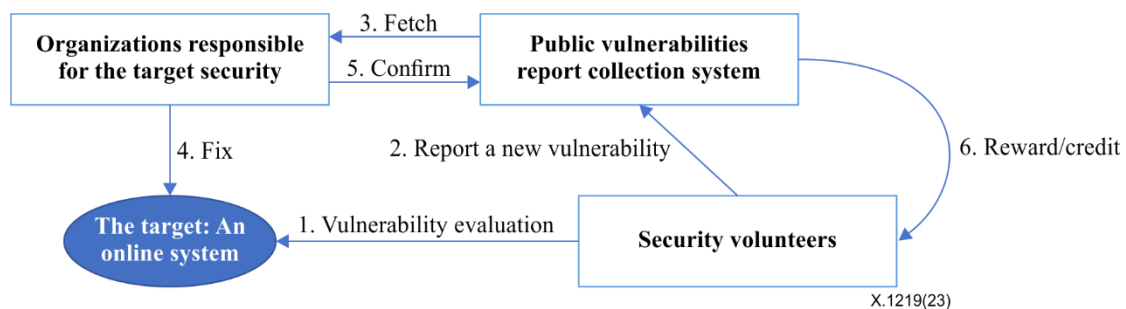 3. Fetch
Organizations responsible
for the target security
Public vulnerabilities
report collection system
5. Confirm
4. Fix
2. Report a new vulnerability
6. Reward/credit
The target: An
online system
1. Vulnerability evaluation
Security volunteers
X.1219(23)